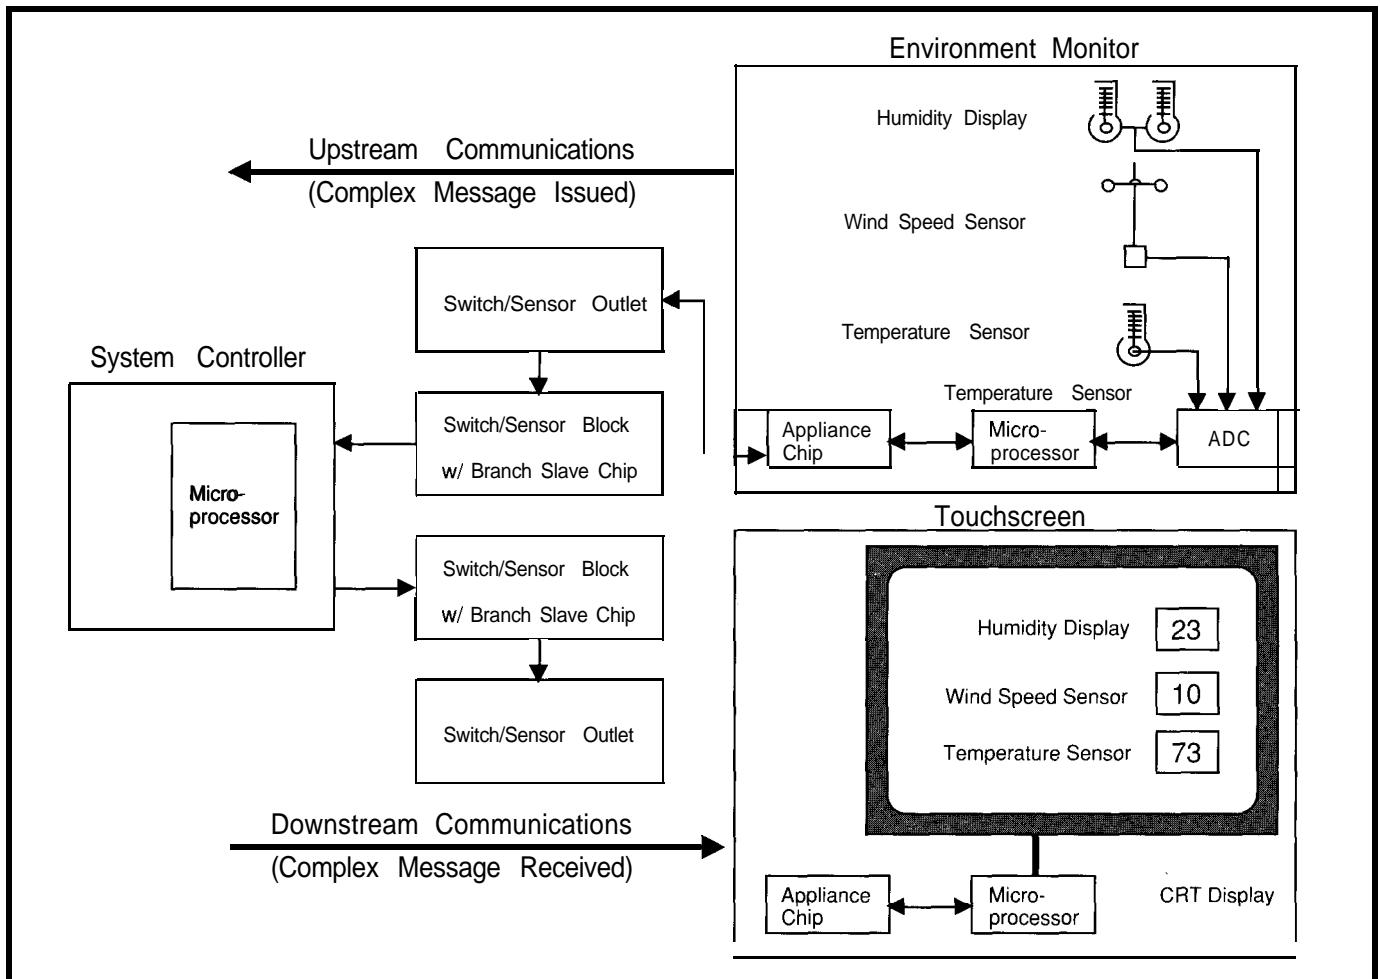 Environment Monitor
Humidity Display
Upstream Communications
(Complex Message Issued)
Wind Speed Sensor
Switch/Sensor Outlet
Temperature Sensor
System Controller
Temperature Sensor
Switch/Sensor Block
w/ Branch Slave Chip
Appliance
Chip
Micro-
processor
ADC
Micro-
processor
Touchscreen
Switch/Sensor Block
w/ Branch Slave Chip
Humidity Display 23
Wind Speed Sensor 10
Switch/Sensor Outlet
Temperature Sensor 73
Downstream Communications
(Complex Message Received)
Appliance
Chip
Micro-
processor
CRT Display